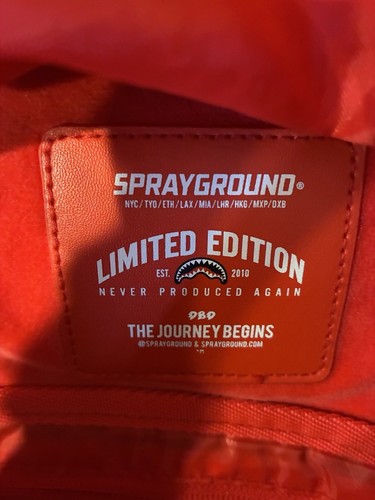 SPRAYGROUND®
NYC/TYO/ETH/LAX/MIA/LHR/HKG/MXP/DXB
LIMITED EDITION
EST. 2010
NEVER PRODUCED AGAIN
DBD
THE JOURNEY BEGINS
@SPRAYGROUND & SPRAYGROUND.COM